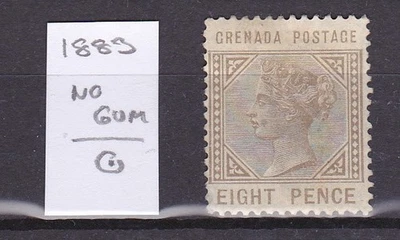 1883
NO
GUM
G
GRENADA POSTAGE
EIGHT PENCE